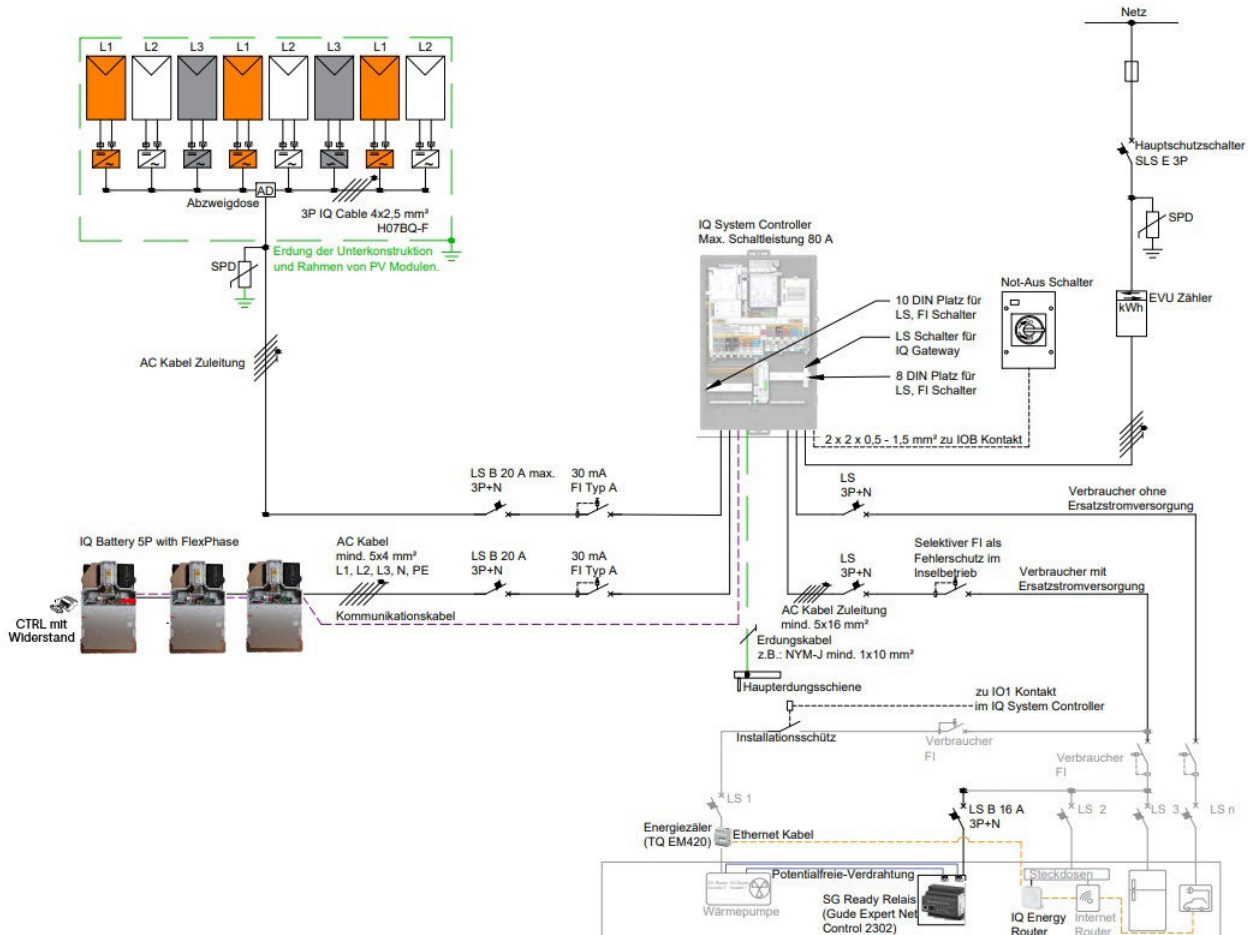 Netz
L1 L2 L3 L1 L2 L3 L1 L2
Hauptschutzschalter
SLS E 3P
AD
Abzweigdose
3P IQ Cable 4x2,5 mm²
H07BQ-F
SPD
Erdung der Unterkonstruktion
und Rahmen von PV Modulen.
SPD
IQ System Controller
Max. Schaltleistung 80 A
Not-Aus Schalter
EVU Zähler
kWh
10 DIN Platz für
LS, FI Schalter
LS Schalter für
IQ Gateway
8 DIN Platz für
LS, FI Schalter
AC Kabel Zuleitung
2 x 2 x 0,5 - 1,5 mm² zu IOB Kontakt
LS B 20 A max.
3P+N
30 mA
FI Typ A
LS
3P+N
Verbraucher ohne
Ersatzstromversorgung
IQ Battery 5P with FlexPhase
AC Kabel
mind. 5x4 mm²
L1, L2, L3, N, PE
LS B 20 A
3P+N
30 mA
FI Typ A
LS
3P+N
Selektiver FI als
Fehlerschutz im
Inselbetrieb
Verbraucher mit
Ersatzstromversorgung
CTRL mit
Widerstand
Kommunikationskabel
AC Kabel Zuleitung
mind. 5x16 mm²
Erdungskabel
z.B.: NYM-J mind. 1x10 mm²
Haupterdungsschiene
zu IO1 Kontakt
im IQ System Controller
Installationsschütz
Verbraucher
FI
Verbraucher
FI
LS 1
LS B 16 A
3P+N
LS 2
LS 3
LS n
Energiezäler
(TQ EM420)
Ethernet Kabel
Potentialfreie-Verdrahtung
Steckdosen
Wärmepumpe
SG Ready Relais
(Gude Expert Net
Control 2302)
IQ Energy
Router
Internet
Router